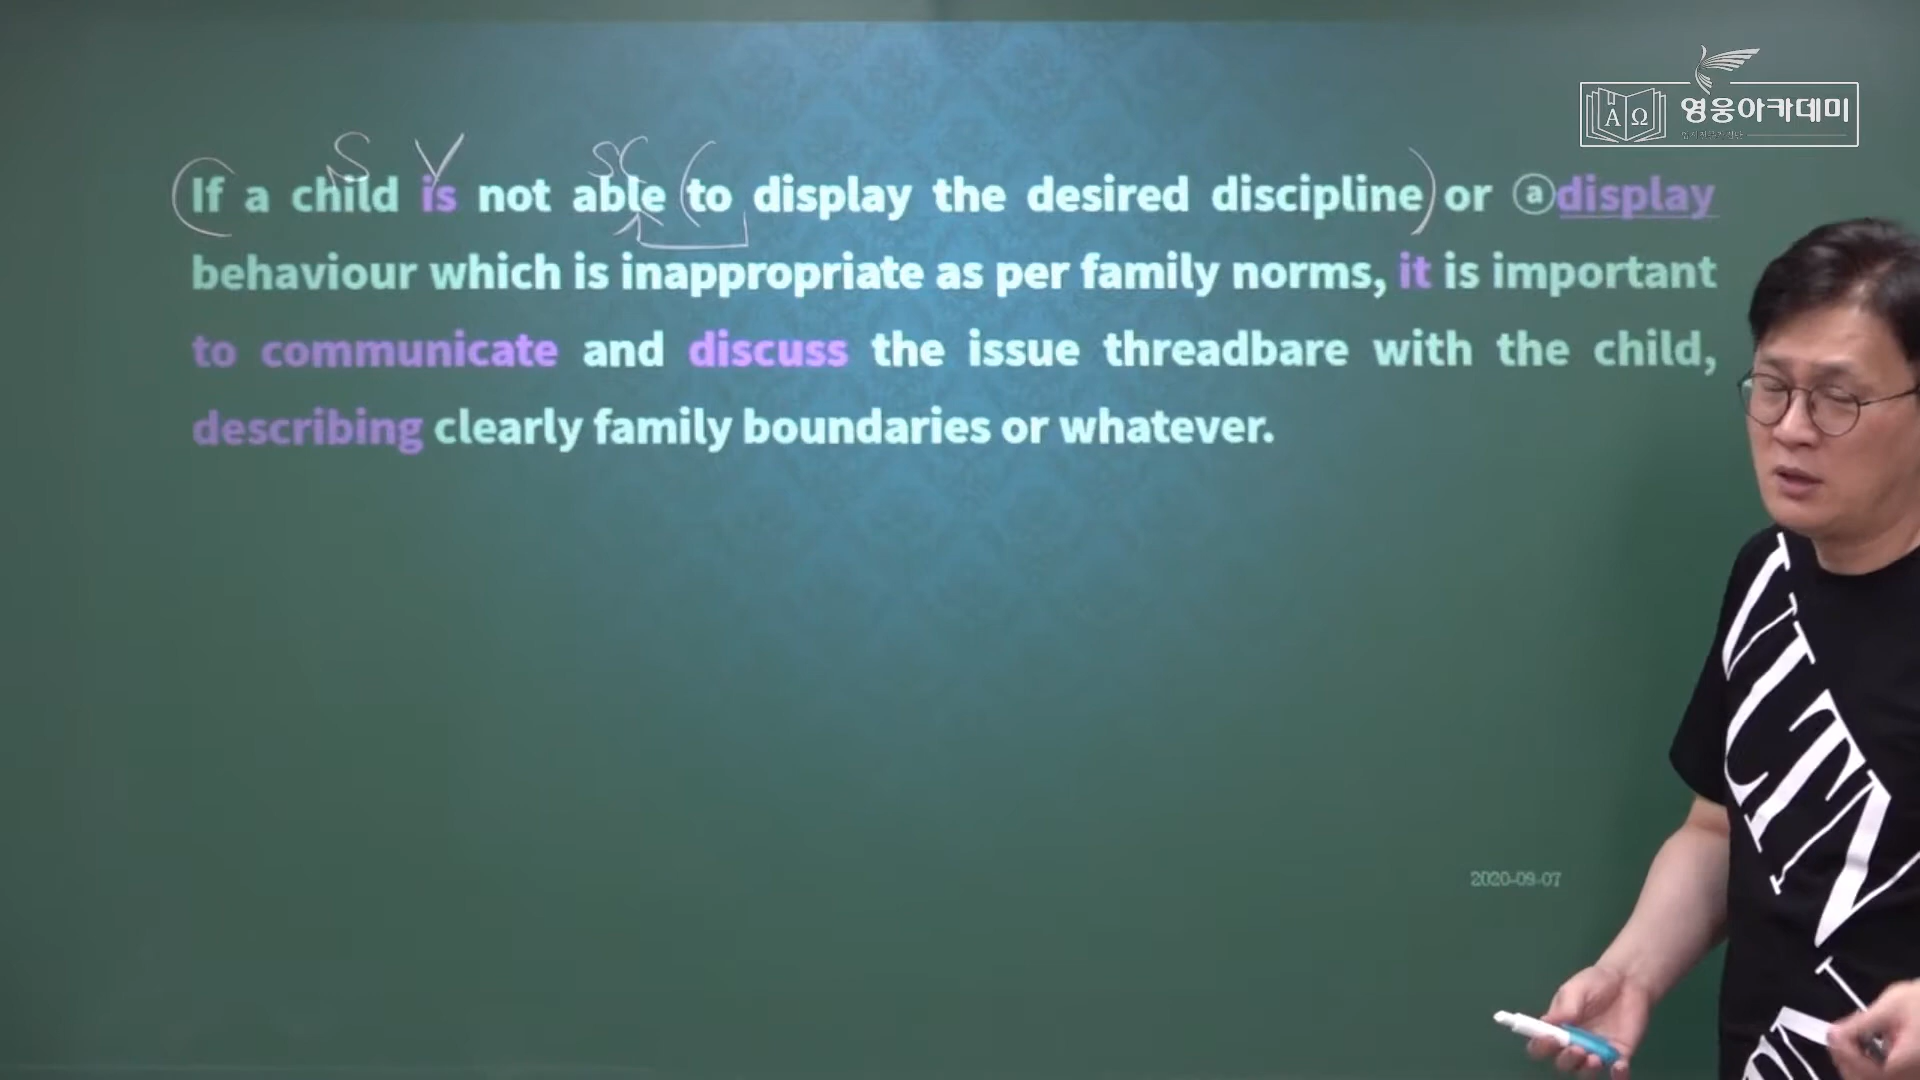 영웅아카데미
A Ω
S V SC
(If a child is not able (to display the desired discipline) or ⓐdisplay
behaviour which is inappropriate as per family norms, it is important
to communicate and discuss the issue threadbare with the child,
describing clearly family boundaries or whatever.
2020-09-07
VLTN